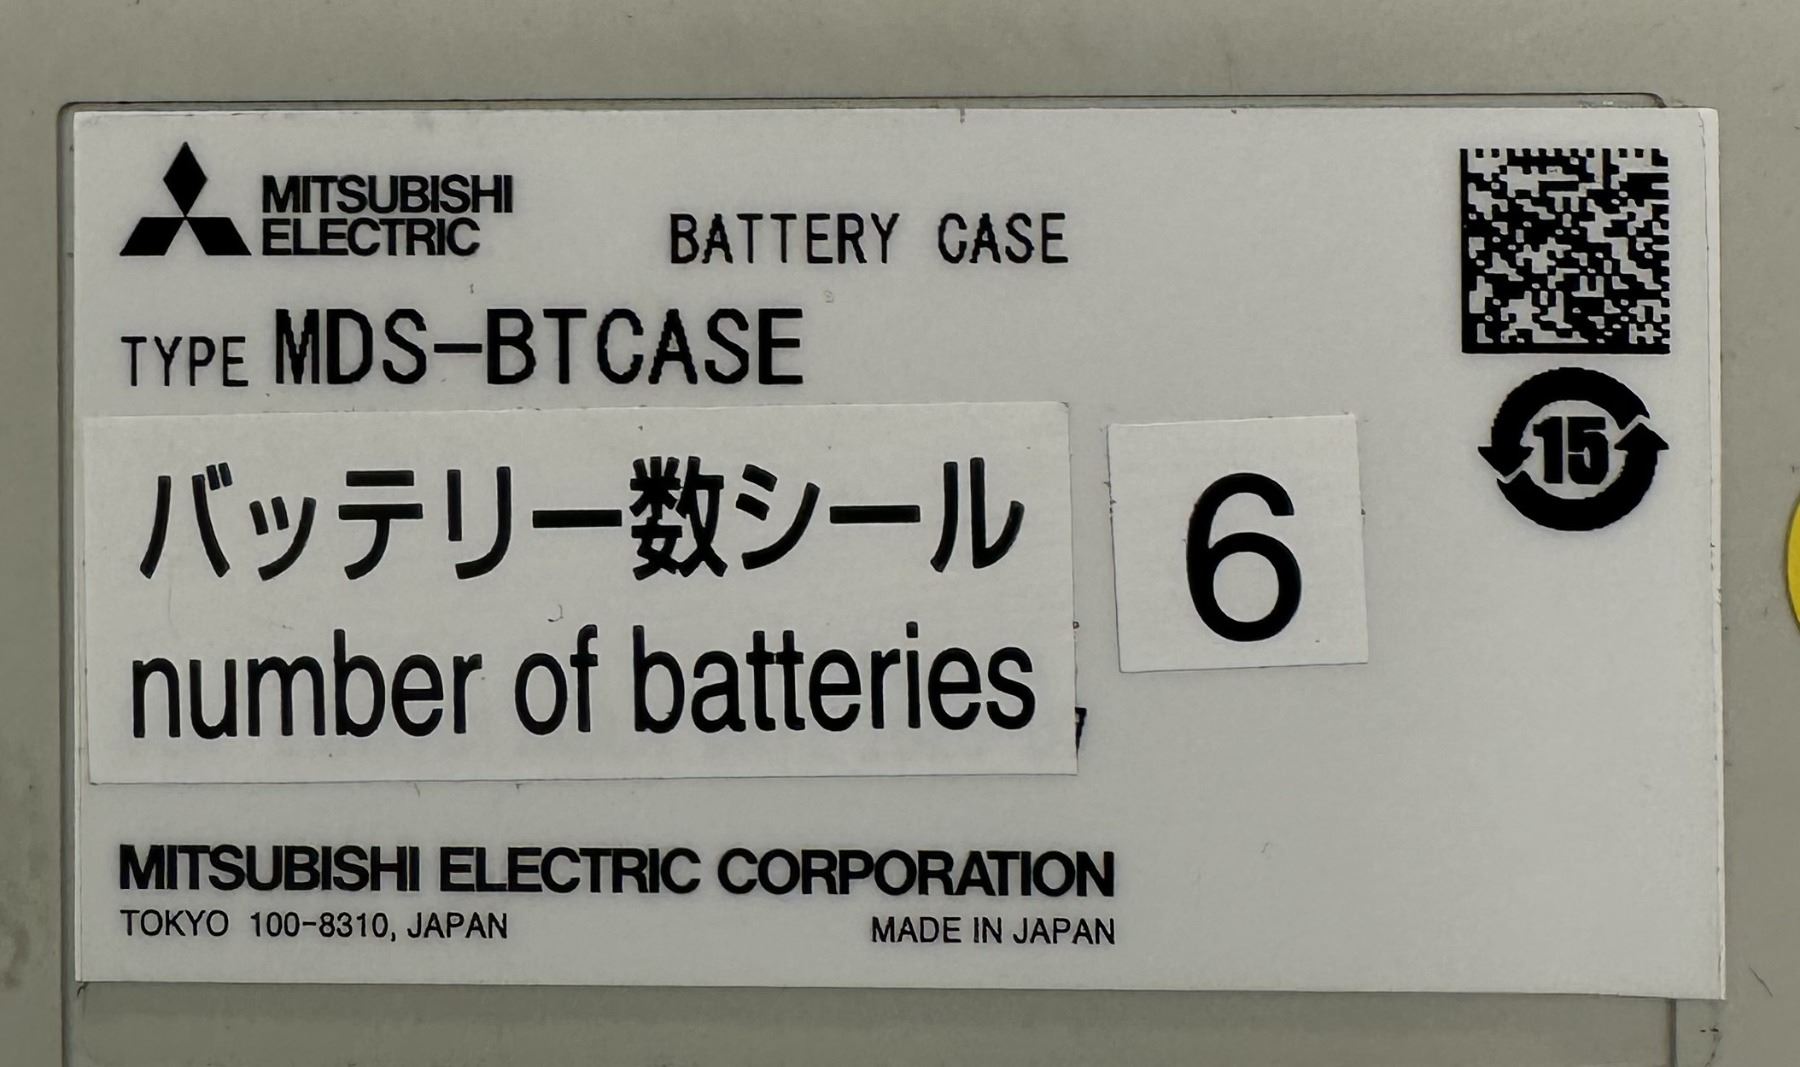 MITSUBISHI
ELECTRIC
BATTERY CASE
TYPE MDS-BTCASE
15
バッテリー数シール
6
number of batteries
MITSUBISHI ELECTRIC CORPORATION
TOKYO 100-8310, JAPAN
MADE IN JAPAN